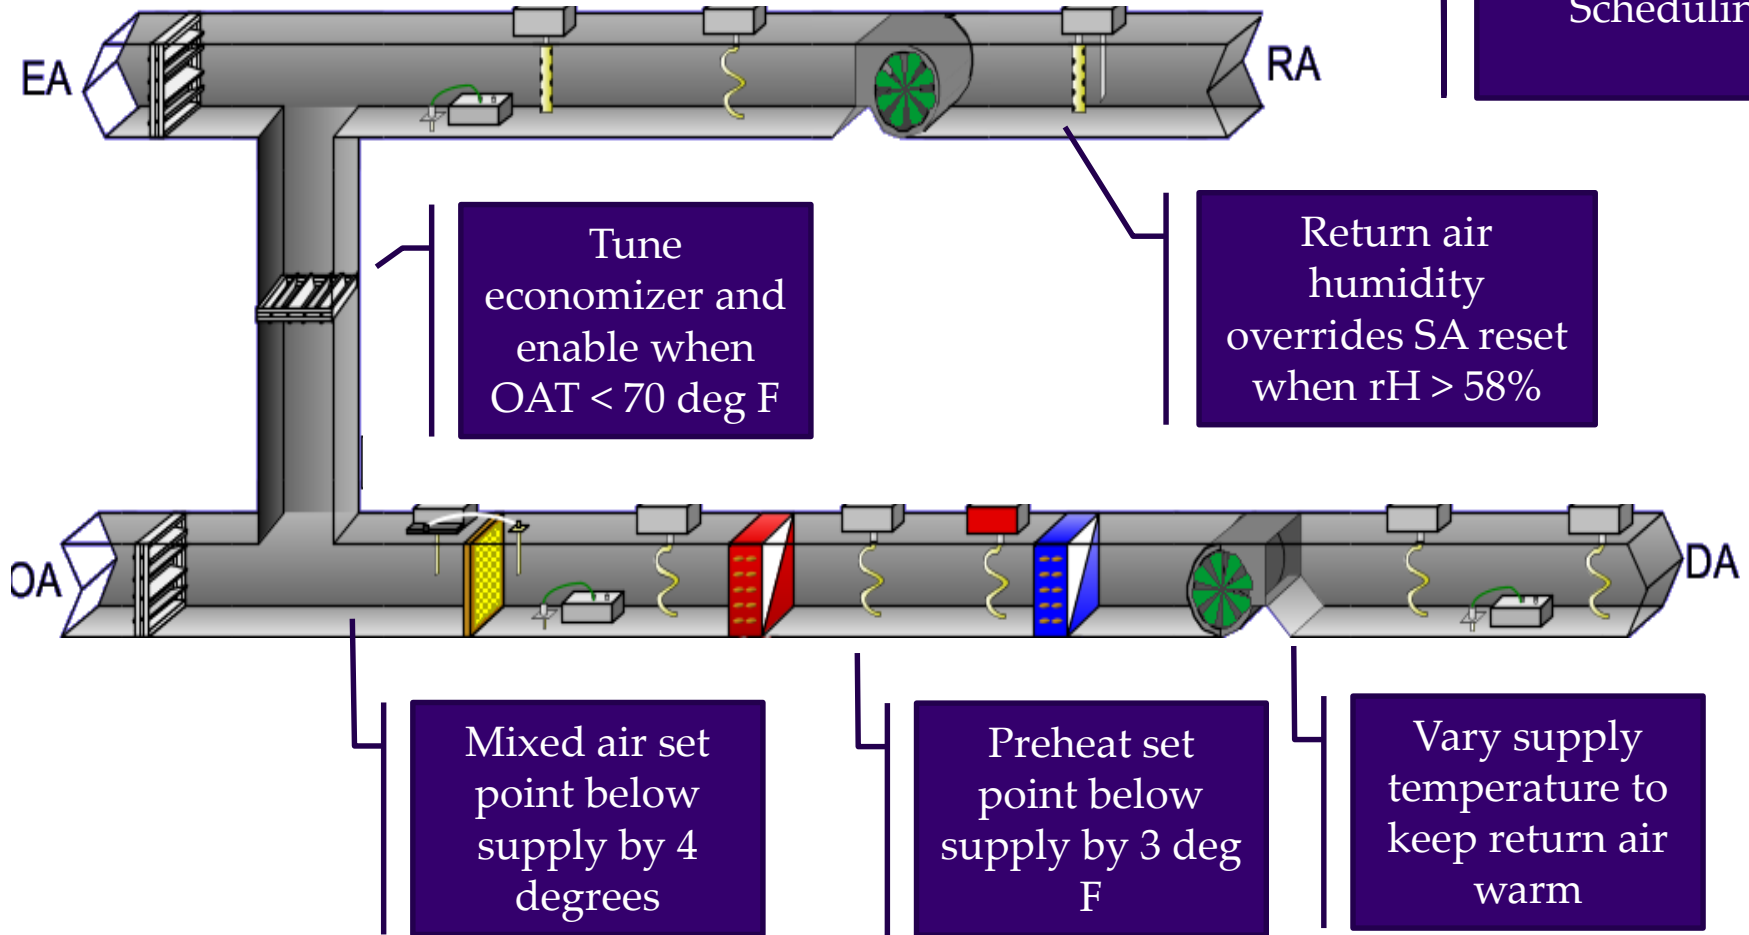 Scheduling
EA
RA
Tune
economizer and
enable when
OAT < 70 deg F
Return air
humidity
overrides SA reset
when rH > 58%
OA
DA
Mixed air set
point below
supply by 4
degrees
Preheat set
point below
supply by 3 deg
F
Vary supply
temperature to
keep return air
warm